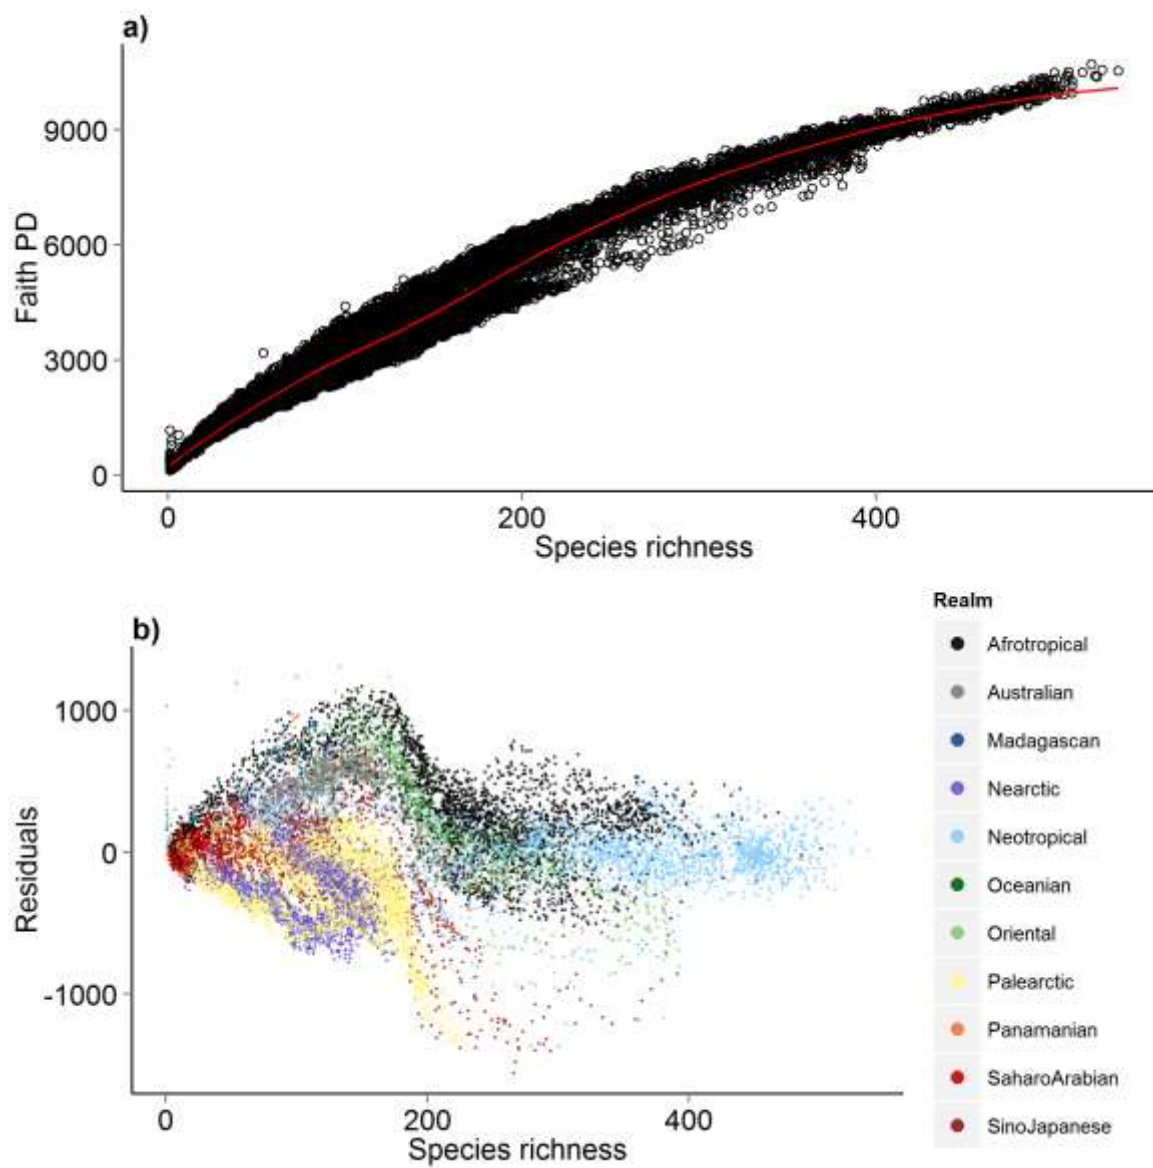 a)
9000
6000
3000
0
Faith PD
0 200 400
Species richness
b)
1000
0
-1000
Residuals
0 200 400
Species richness
Realm
Afrotropical
Australian
Madagascan
Nearctic
Neotropical
Oceanian
Oriental
Palearctic
Panamanian
SaharoArabian
SinoJapanese